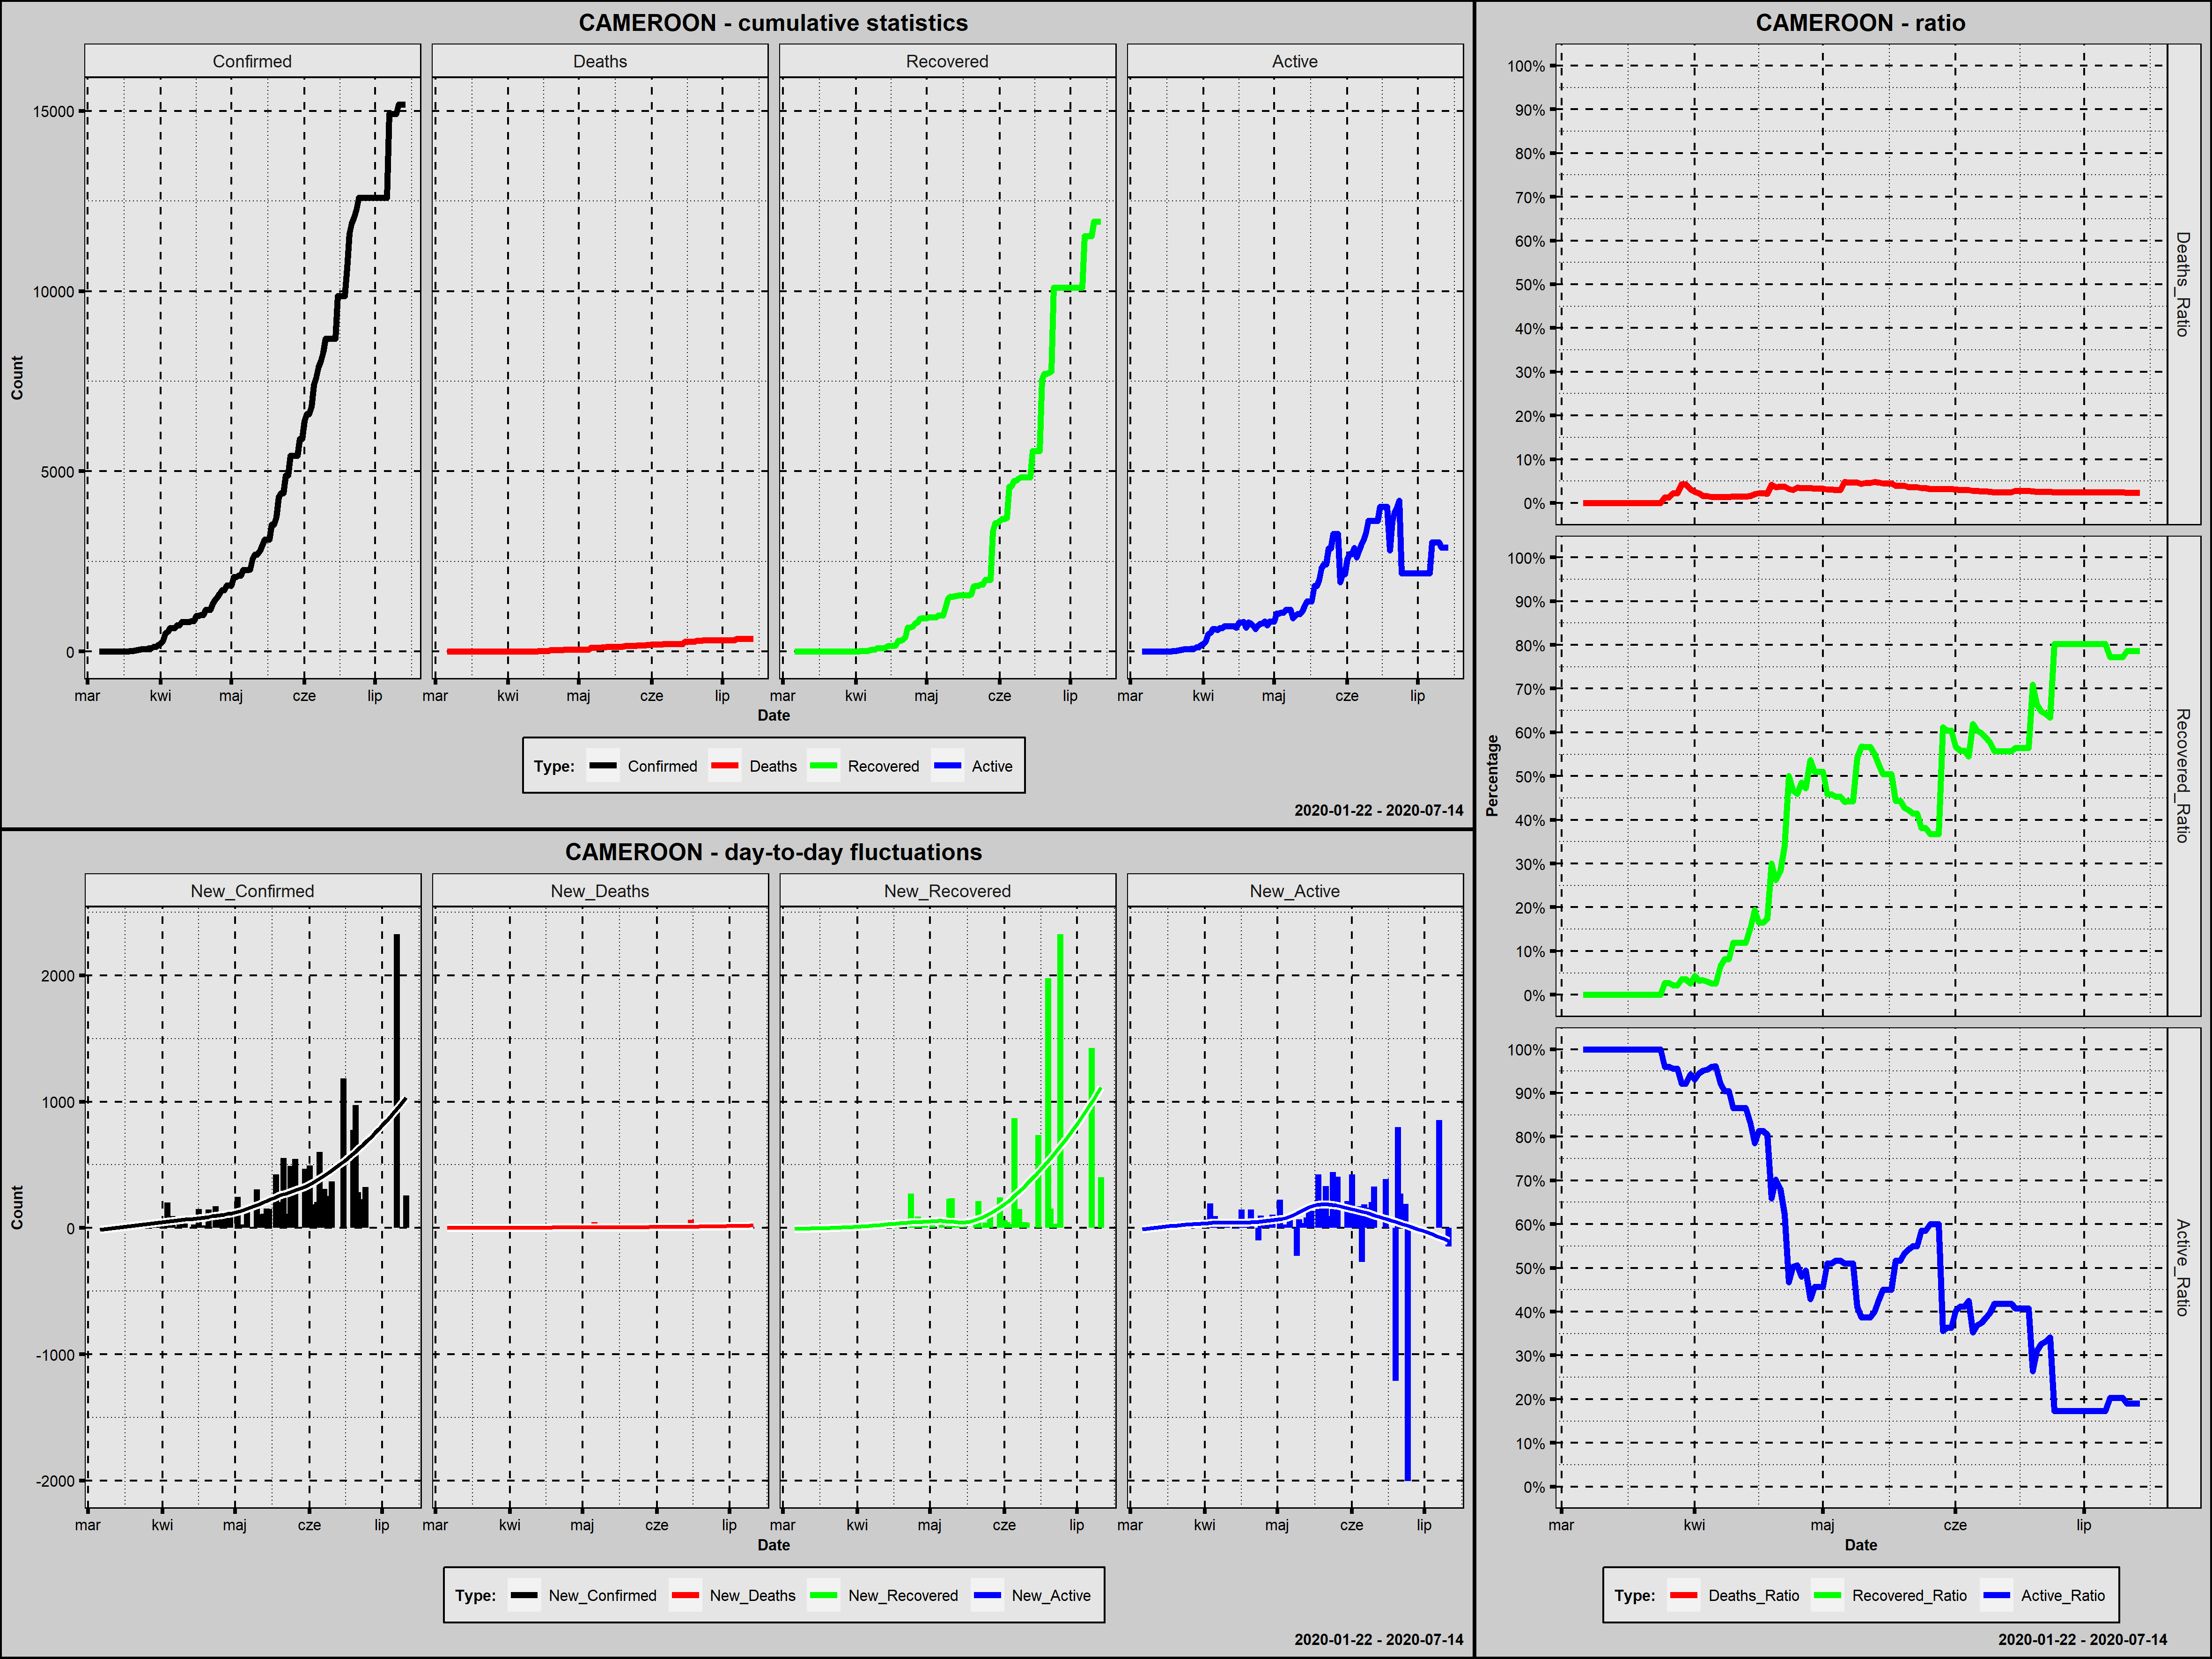 CAMEROON - cumulative statistics
Confirmed Deaths Recovered Active
Count
15000
10000
5000
0
mar kwi maj cze lip mar kwi maj cze lip mar kwi maj cze lip mar kwi maj cze lip
Date
Type: Confirmed Deaths Recovered Active
2020-01-22 - 2020-07-14
CAMEROON - day-to-day fluctuations
New_Confirmed New_Deaths New_Recovered New_Active
Count
2000
1000
0
-1000
-2000
mar kwi maj cze lip mar kwi maj cze lip mar kwi maj cze lip mar kwi maj cze lip
Date
Type: New_Confirmed New_Deaths New_Recovered New_Active
2020-01-22 - 2020-07-14
CAMEROON - ratio
Percentage
100%
90%
80%
70%
60%
50%
40%
30%
20%
10%
0%
Deaths_Ratio
100%
90%
80%
70%
60%
50%
40%
30%
20%
10%
0%
Recovered_Ratio
100%
90%
80%
70%
60%
50%
40%
30%
20%
10%
0%
Active_Ratio
mar kwi maj cze lip
Date
Type: Deaths_Ratio Recovered_Ratio Active_Ratio
2020-01-22 - 2020-07-14